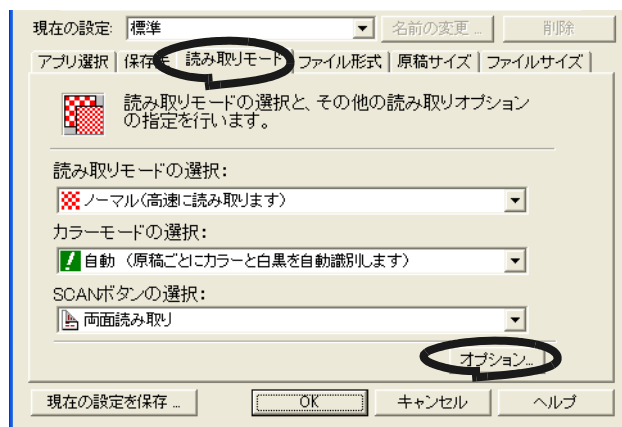 現在の設定: 標準 名前の変更 ... 削除
アプリ選択 保存 読み取りモード ファイル形式 原稿サイズ ファイルサイズ
読み取りモードの選択と、その他の読み取りオプション
の指定を行います。
読み取りモードの選択:
ノーマル(高速に読み取ります)
カラーモードの選択:
自動 (原稿ごとにカラーと白黒を自動識別します)
SCANボタンの選択:
両面読み取り
オプション...
現在の設定を保存 ... OK キャンセル ヘルプ